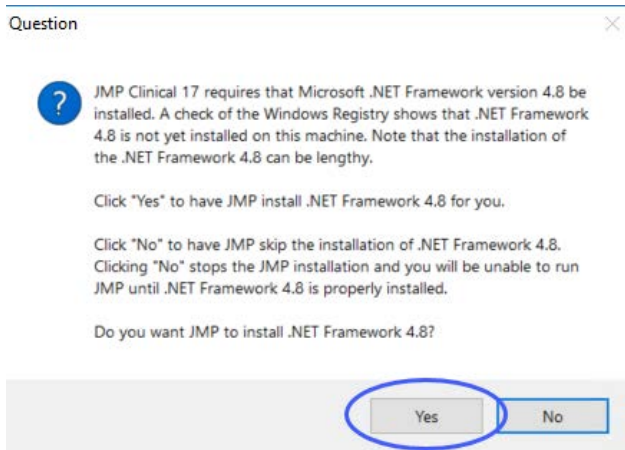 Question
JMP Clinical 17 requires that Microsoft .NET Framework version 4.8 be
installed. A check of the Windows Registry shows that .NET Framework
4.8 is not yet installed on this machine. Note that the installation of
the .NET Framework 4.8 can be lengthy.
Click "Yes" to have JMP install .NET Framework 4.8 for you.
Click "No" to have JMP skip the installation of .NET Framework 4.8.
Clicking "No" stops the JMP installation and you will be unable to run
JMP until .NET Framework 4.8 is properly installed.
Do you want JMP to install .NET Framework 4.8?
Yes No